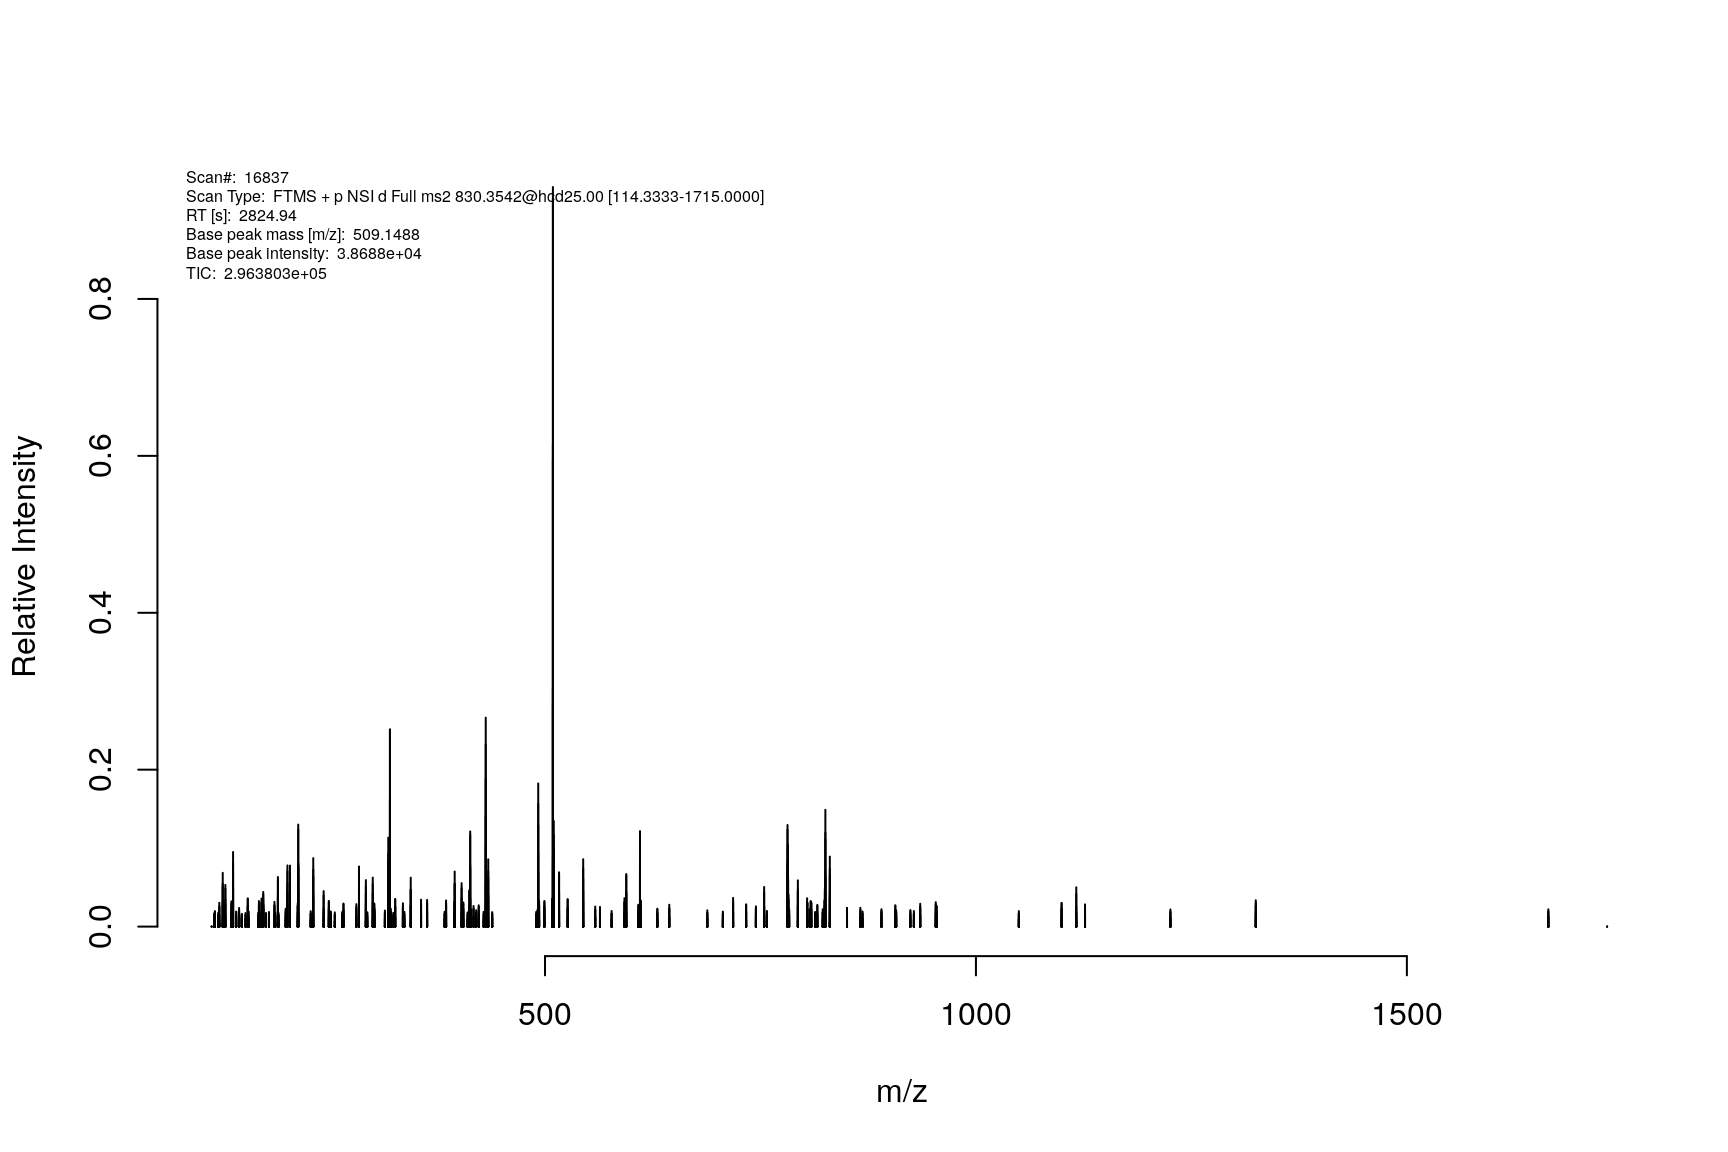 Scan#: 16837
Scan Type: FTMS + p NSI d Full ms2 830.3542@hcd25.00 [114.3333-1715.0000]
RT [s]: 2824.94
Base peak mass [m/z]: 509.1488
Base peak intensity: 3.8688e+04
TIC: 2.963803e+05
0.8
0.6
0.4
0.2
0.0
Relative Intensity
500 1000 1500
m/z